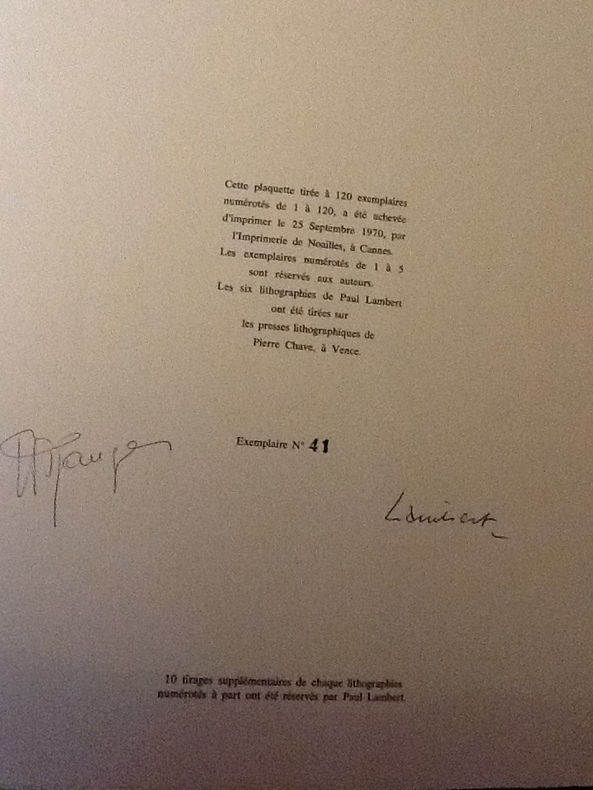 Cette plaquette tirée à 120 exemplaires
numérotés de 1 à 120, a été achevée
d'imprimer le 25 Septembre 1970, par
l'Imprimerie de Noailles, à Cannes.
Les exemplaires numérotés de 1 à 5
sont réservés aux auteurs.
Les six lithographies de Paul Lambert
ont été tirées sur
les presses lithographiques de
Pierre Chave, à Vence.
Exemplaire N° 41
Lambert
10 tirages supplémentaires de chaque lithographies
numérotés à part ont été réservés par Paul Lambert.